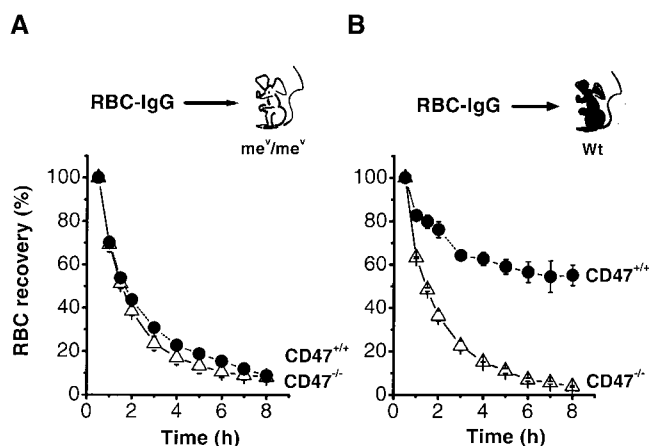 A
RBC-IgG
meᵛ/meᵛ
RBC recovery (%)
100
80
60
40
20
0
CD47⁺/⁺
CD47⁻/⁻
0 1 2 3 4 5 6 7 8
Time (h)
B
RBC-IgG
Wt
100
80
60
40
20
0
CD47⁺/⁺
CD47⁻/⁻
0 1 2 3 4 5 6 7 8
Time (h)